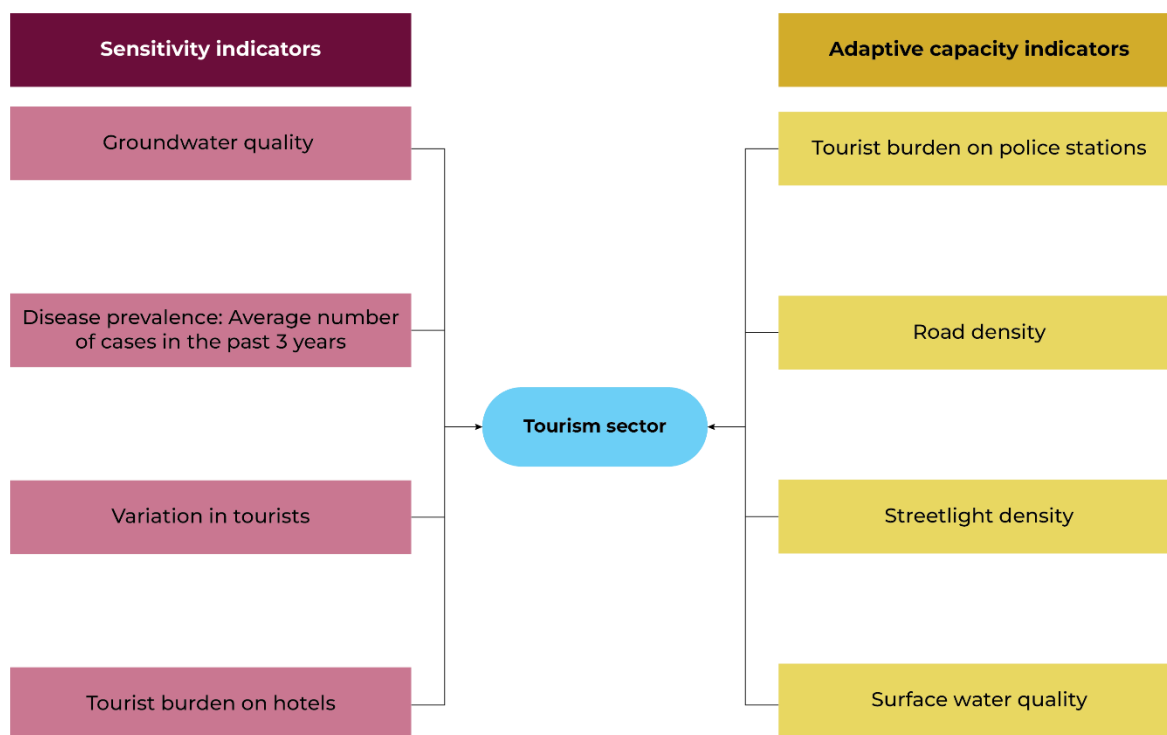 Sensitivity indicators
Groundwater quality
Disease prevalence: Average number
of cases in the past 3 years
Variation in tourists
Tourist burden on hotels
Tourism sector
Adaptive capacity indicators
Tourist burden on police stations
Road density
Streetlight density
Surface water quality